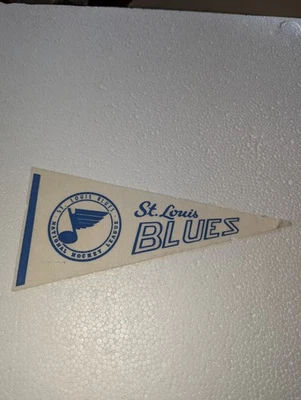 ST. LOUIS BLUES
NATIONAL HOCKEY LEAGUE
St. Louis
BLUES